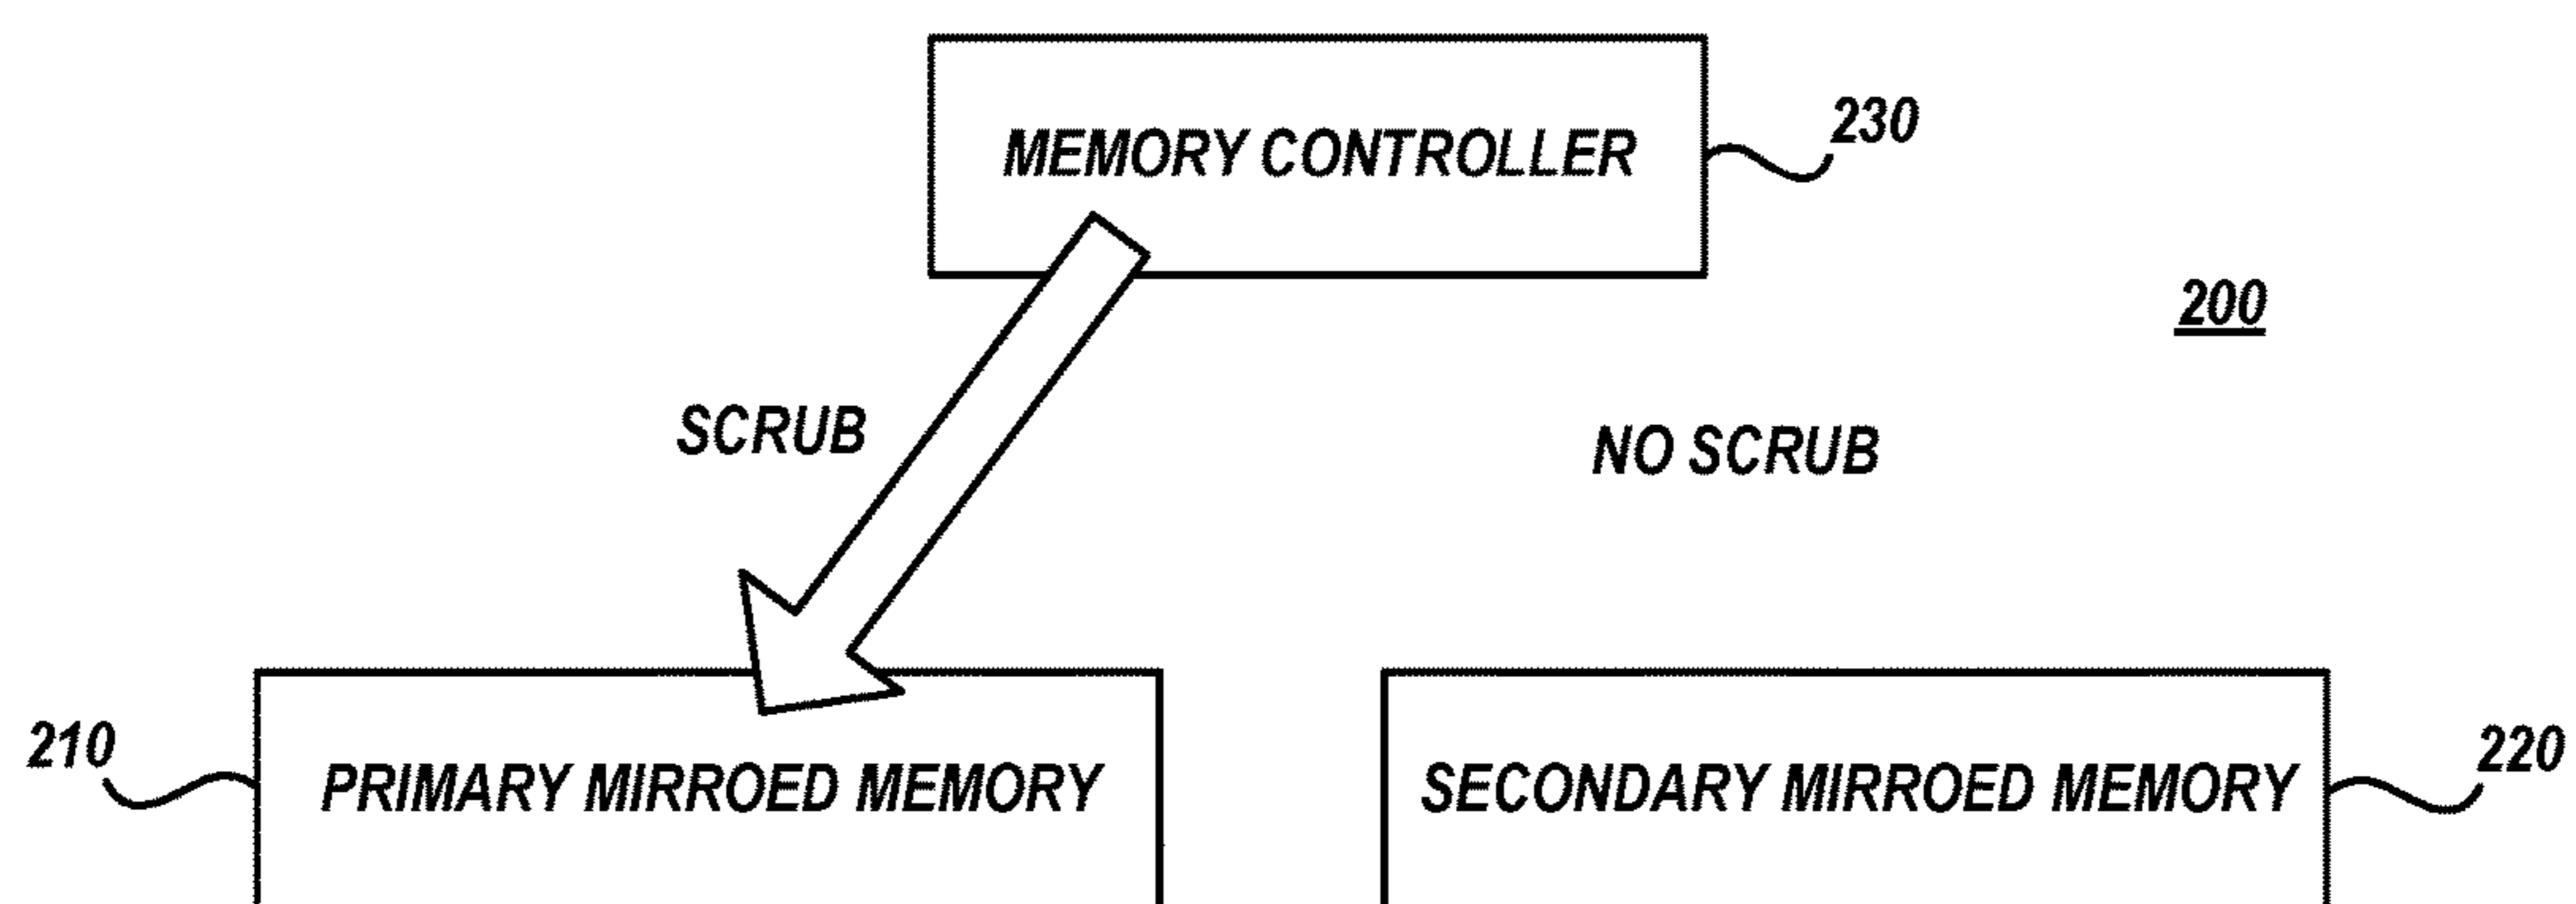 MEMORY CONTROLLER
230
200
SCRUB
NO SCRUB
210
PRIMARY MIRROED MEMORY
SECONDARY MIRROED MEMORY
220